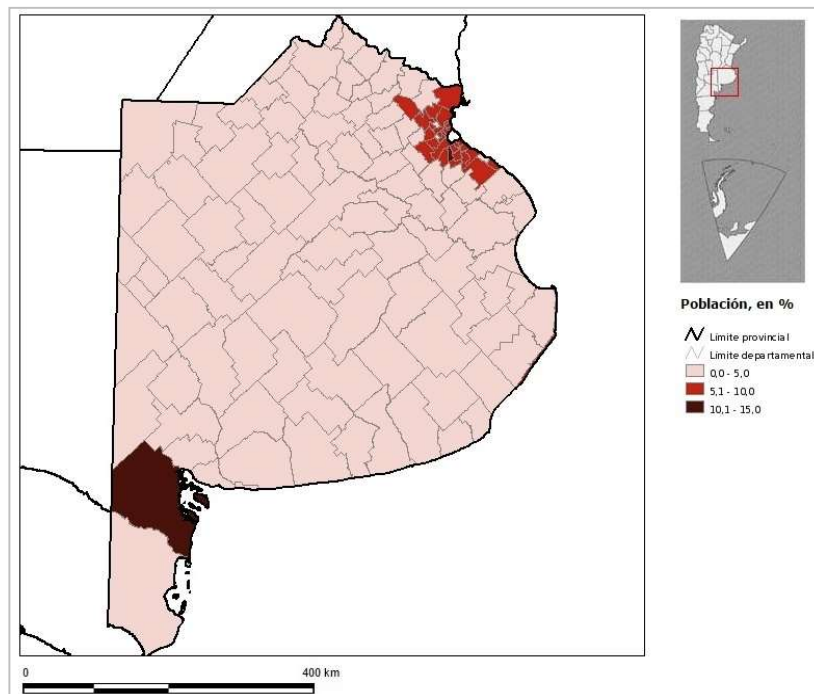 Población, en %
Límite provincial
Límite departamental
0,0 - 5,0
5,1 - 10,0
10,1 - 15,0
0
400 km